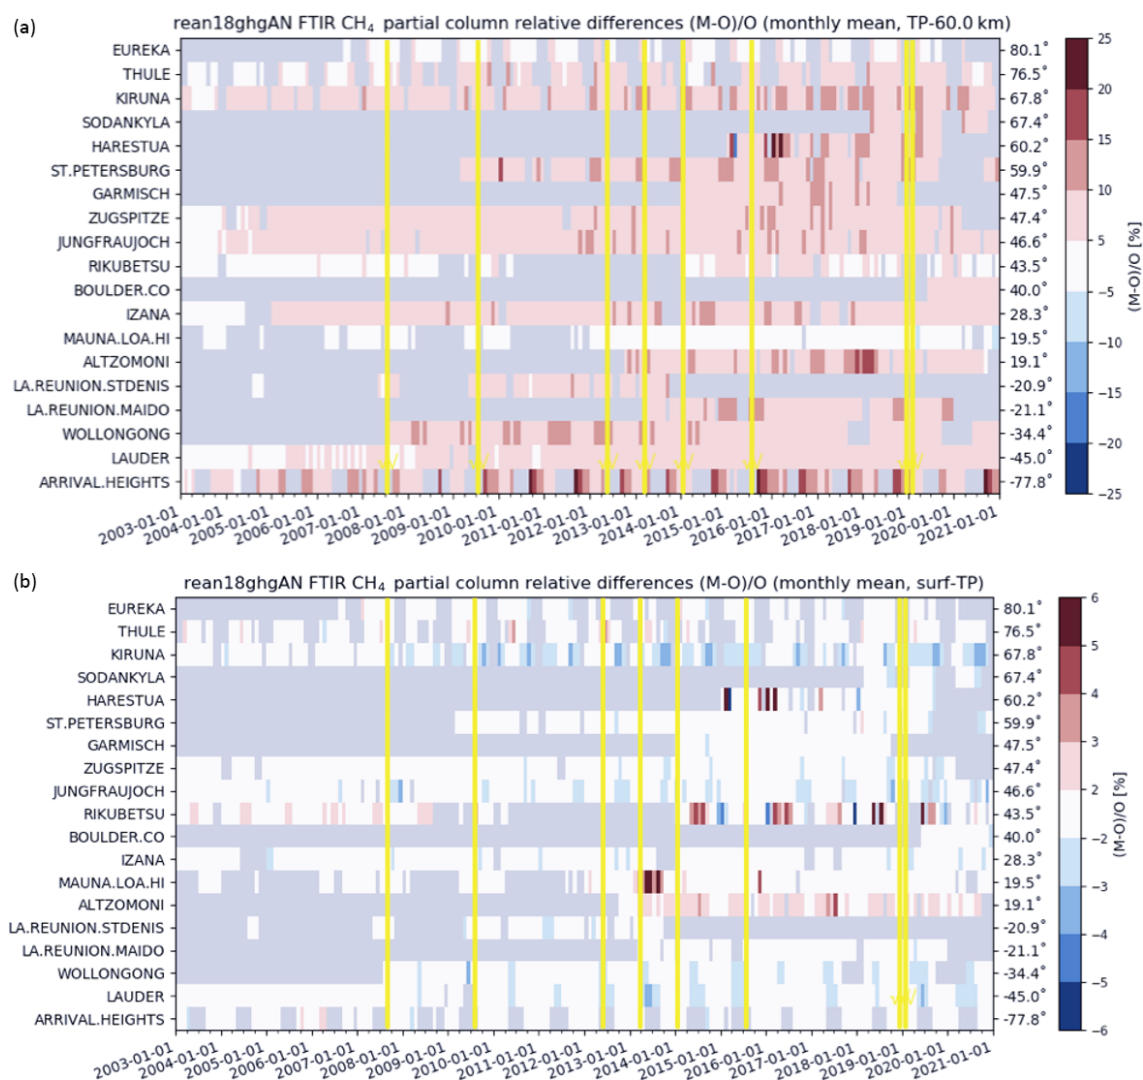 (a)
rean18ghgAN FTIR CH₄ partial column relative differences (M-O)/O (monthly mean, TP-60.0 km)
EUREKA 80.1°
THULE 76.5°
KIRUNA 67.8°
SODANKYLA 67.4°
HARESTUA 60.2°
ST.PETERSBURG 59.9°
GARMISCH 47.5°
ZUGSPITZE 47.4°
JUNGFRAUJOCH 46.6°
RIKUBETSU 43.5°
BOULDER.CO 40.0°
IZANA 28.3°
MAUNA.LOA.HI 19.5°
ALTZOMONI 19.1°
LA.REUNION.STDENIS -20.9°
LA.REUNION.MAIDO -21.1°
WOLLONGONG -34.4°
LAUDER -45.0°
ARRIVAL.HEIGHTS -77.8°
2003-01-01 2004-01-01 2005-01-01 2006-01-01 2007-01-01 2008-01-01 2009-01-01 2010-01-01 2011-01-01 2012-01-01 2013-01-01 2014-01-01 2015-01-01 2016-01-01 2017-01-01 2018-01-01 2019-01-01 2020-01-01 2021-01-01
25
20
15
10
5
−5
−10
−15
−20
−25
(M-O)/O [%]
(b)
rean18ghgAN FTIR CH₄ partial column relative differences (M-O)/O (monthly mean, surf-TP)
EUREKA 80.1°
THULE 76.5°
KIRUNA 67.8°
SODANKYLA 67.4°
HARESTUA 60.2°
ST.PETERSBURG 59.9°
GARMISCH 47.5°
ZUGSPITZE 47.4°
JUNGFRAUJOCH 46.6°
RIKUBETSU 43.5°
BOULDER.CO 40.0°
IZANA 28.3°
MAUNA.LOA.HI 19.5°
ALTZOMONI 19.1°
LA.REUNION.STDENIS -20.9°
LA.REUNION.MAIDO -21.1°
WOLLONGONG -34.4°
LAUDER -45.0°
ARRIVAL.HEIGHTS -77.8°
2003-01-01 2004-01-01 2005-01-01 2006-01-01 2007-01-01 2008-01-01 2009-01-01 2010-01-01 2011-01-01 2012-01-01 2013-01-01 2014-01-01 2015-01-01 2016-01-01 2017-01-01 2018-01-01 2019-01-01 2020-01-01 2021-01-01
6
5
4
3
2
−2
−3
−4
−5
−6
(M-O)/O [%]